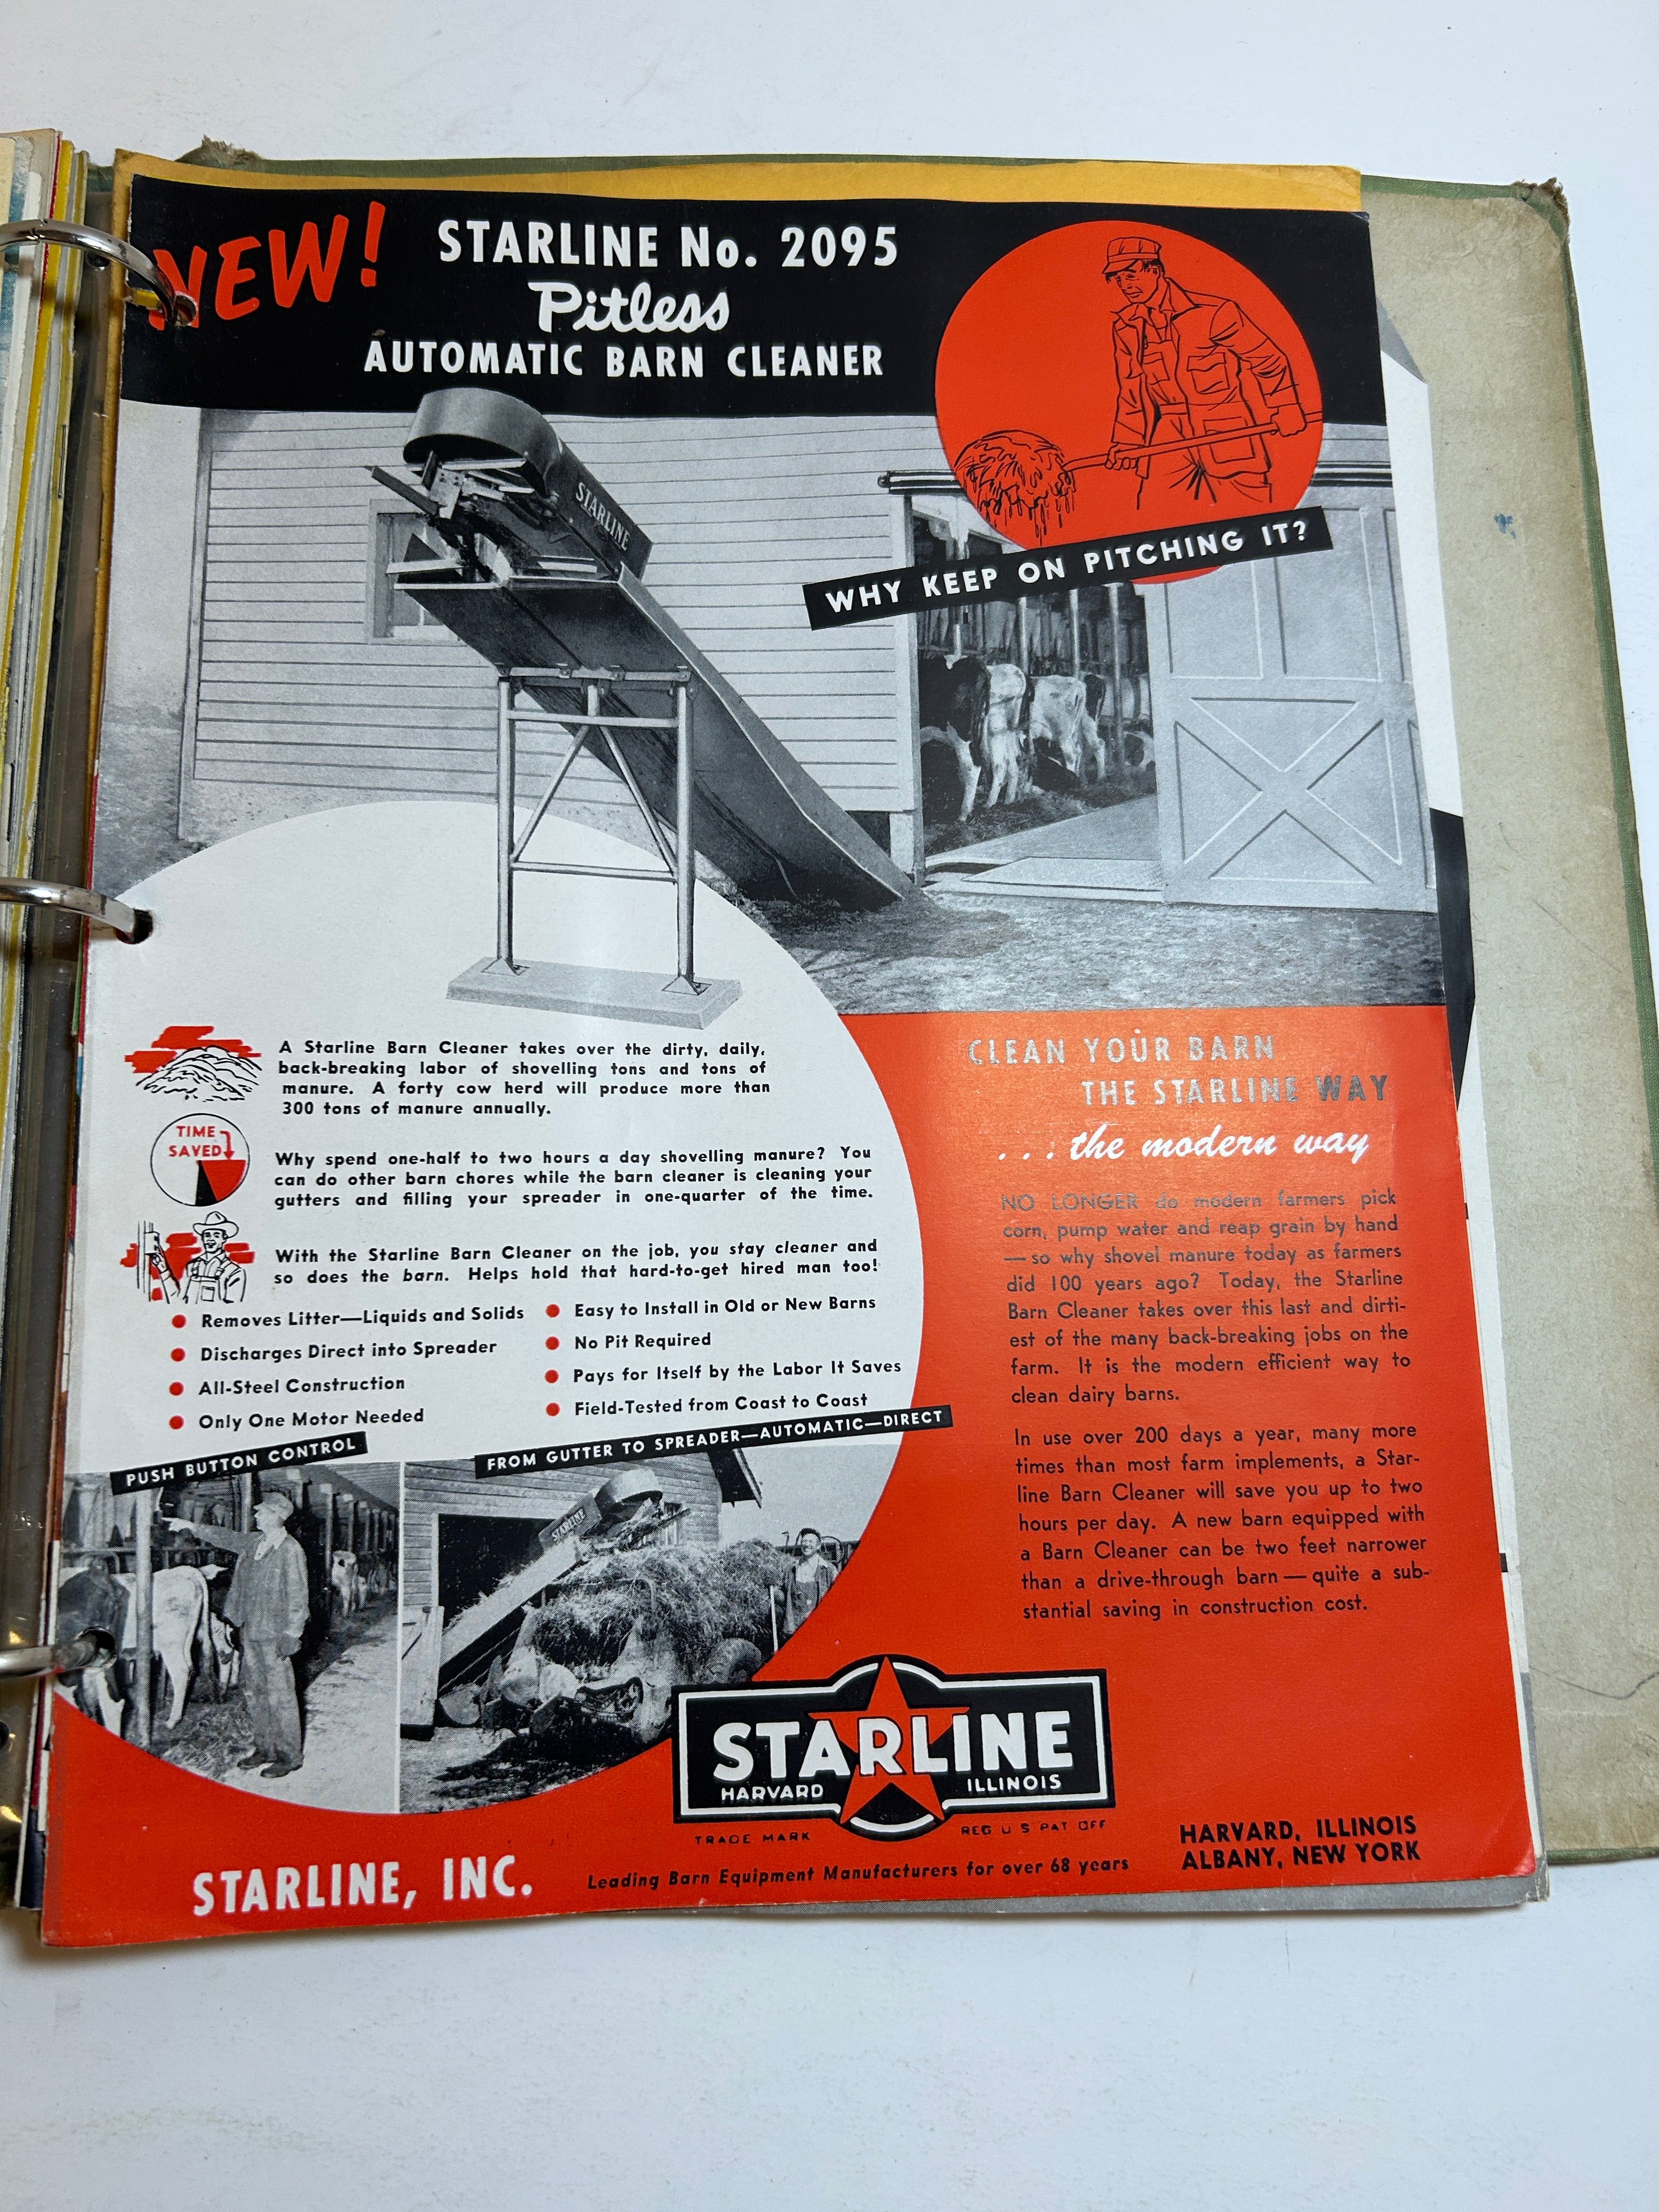 NEW!
STARLINE No. 2095
Pitless
AUTOMATIC BARN CLEANER
STARLINE
WHY KEEP ON PITCHING IT?
A Starline Barn Cleaner takes over the dirty, daily,
back-breaking labor of shovelling tons and tons of
manure. A forty cow herd will produce more than
300 tons of manure annually.
TIME
SAVED
Why spend one-half to two hours a day shovelling manure? You
can do other barn chores while the barn cleaner is cleaning your
gutters and filling your spreader in one-quarter of the time.
With the Starline Barn Cleaner on the job, you stay cleaner and
so does the barn. Helps hold that hard-to-get hired man too!
Removes Litter—Liquids and Solids
Discharges Direct into Spreader
All-Steel Construction
Only One Motor Needed
Easy to Install in Old or New Barns
No Pit Required
Pays for Itself by the Labor It Saves
Field-Tested from Coast to Coast
PUSH BUTTON CONTROL
FROM GUTTER TO SPREADER—AUTOMATIC—DIRECT
STARLINE
CLEAN YOUR BARN
THE STARLINE WAY
...the modern way
NO LONGER do modern farmers pick
corn, pump water and reap grain by hand
—so why shovel manure today as farmers
did 100 years ago? Today, the Starline
Barn Cleaner takes over this last and dirti-
est of the many back-breaking jobs on the
farm. It is the modern efficient way to
clean dairy barns.
In use over 200 days a year, many more
times than most farm implements, a Star-
line Barn Cleaner will save you up to two
hours per day. A new barn equipped with
a Barn Cleaner can be two feet narrower
than a drive-through barn—quite a sub-
stantial saving in construction cost.
STARLINE
HARVARD ILLINOIS
TRADE MARK REG U S PAT OFF
STARLINE, INC.
Leading Barn Equipment Manufacturers for over 68 years
HARVARD, ILLINOIS
ALBANY, NEW YORK